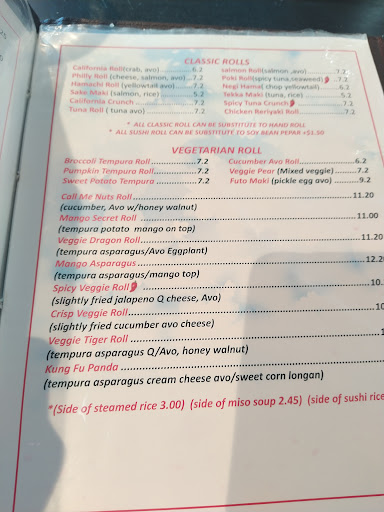 CLASSIC ROLLS
California Roll(crab, avo) ............6.2
Philly Roll (cheese, salmon, avo) ...7.2
Hamachi Roll (yellowtail avo)......7.2
Sake Maki (salmon, rice) ............5.2
California Crunch ......................7.2
Tuna Roll ( tuna avo) .................7.2
salmon Roll(salmon ,avo) ............7.2
Poki Roll(spicy tuna,seaweed) ..7.2
Negi Hama( chop yellowtail)........6.2
Tekka Maki (tuna, rice)..............5.2
Spicy Tuna Crunch ..............7.2
Chicken Reriyaki Roll..............7.2
* ALL CLASSIC ROLL CAN BE SUBSTITUTE TO HAND ROLL
* ALL SUSHI ROLL CAN BE SUBSTITUTE TO SOY BEAN PEPAR +$1.50
VEGETARIAN ROLL
Broccoli Tempura Roll...............7.2
Pumpkin Tempura Roll..............7.2
Sweet Potato Tempura ..............7.2
Cucumber Avo Roll...................6.2
Veggie Pear (Mixed veggie) ........7.2
Futo Maki (pickle egg avo) .........9.2
Call Me Nuts Roll ..........11.20
(cucumber, Avo w/honey walnut)
Mango Secret Roll ..........11.00
(tempura potato mango on top)
Veggie Dragon Roll..........11.20
(tempura asparagus/Avo Eggplant)
Mango Asparagus..........12.20
(tempura asparagus/mango top)
Spicy Veggie Roll ..........10.
(slightly fried jalapeno Q cheese, Avo)
Crisp Veggie Roll..........10.
(slightly fried cucumber avo cheese)
Veggie Tiger Roll ..........1
(tempura asparagus Q/Avo, honey walnut)
Kung Fu Panda ..........
(tempura asparagus cream cheese avo/sweet corn longan)
*(Side of steamed rice 3.00) (side of miso soup 2.45) (side of sushi rice